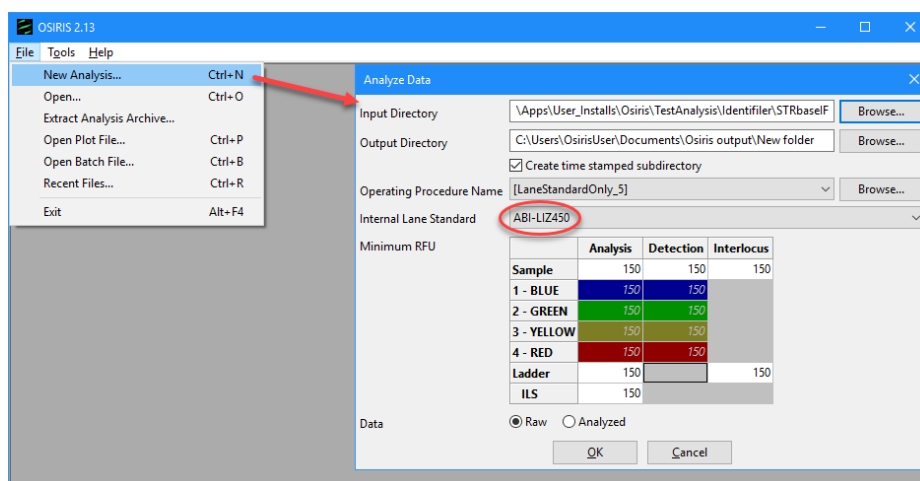 OSIRIS 2.13
File Tools Help
New Analysis... Ctrl+N
Open... Ctrl+O
Extract Analysis Archive...
Open Plot File... Ctrl+P
Open Batch File... Ctrl+B
Recent Files... Ctrl+R
Exit Alt+F4
Analyze Data
Input Directory \Apps\User_Installs\Osiris\TestAnalysis\Identifiler\STRbaseIF Browse...
Output Directory C:\Users\OsirisUser\Documents\Osiris output\New folder Browse...
Create time stamped subdirectory
Operating Procedure Name [LaneStandardOnly_5] Browse...
Internal Lane Standard ABI-LIZ450
Minimum RFU
Analysis Detection Interlocus
Sample 150 150 150
1 - BLUE 150 150
2 - GREEN 150 150
3 - YELLOW 150 150
4 - RED 150 150
Ladder 150 150
ILS 150
Data Raw Analyzed
OK Cancel